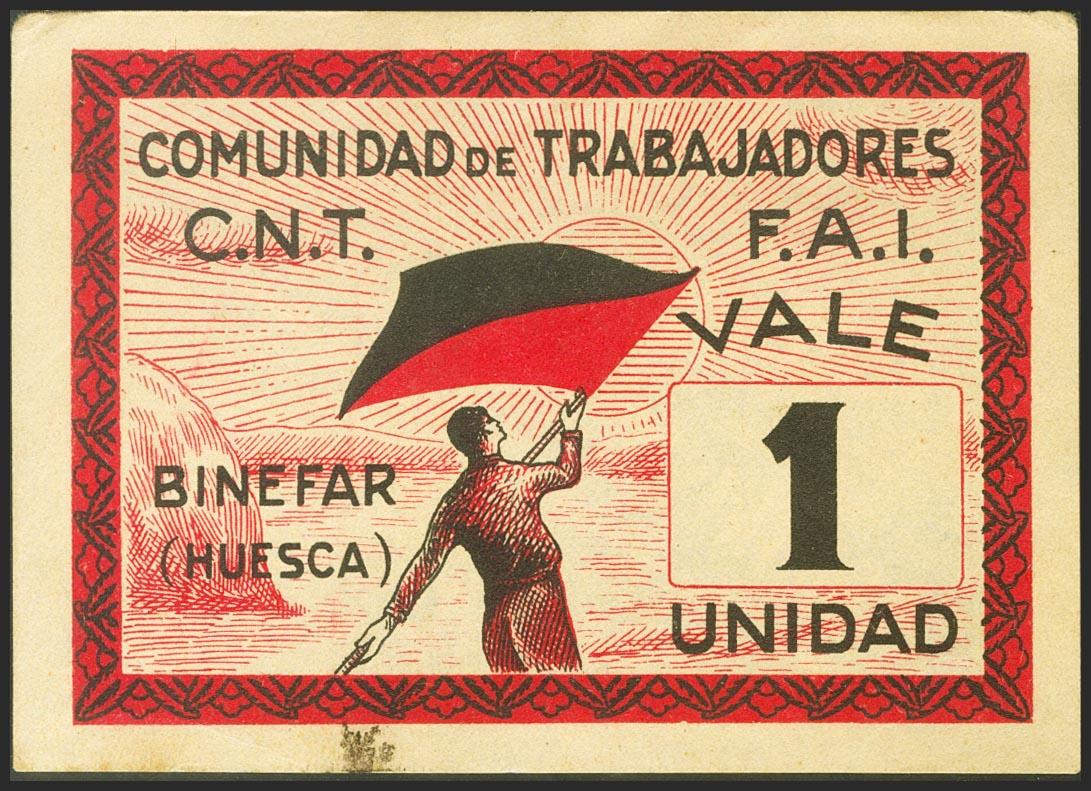 COMUNIDAD DE TRABAJADORES
C.N.T. F.A.I.
VALE
1
UNIDAD
BINEFAR
(HUESCA)